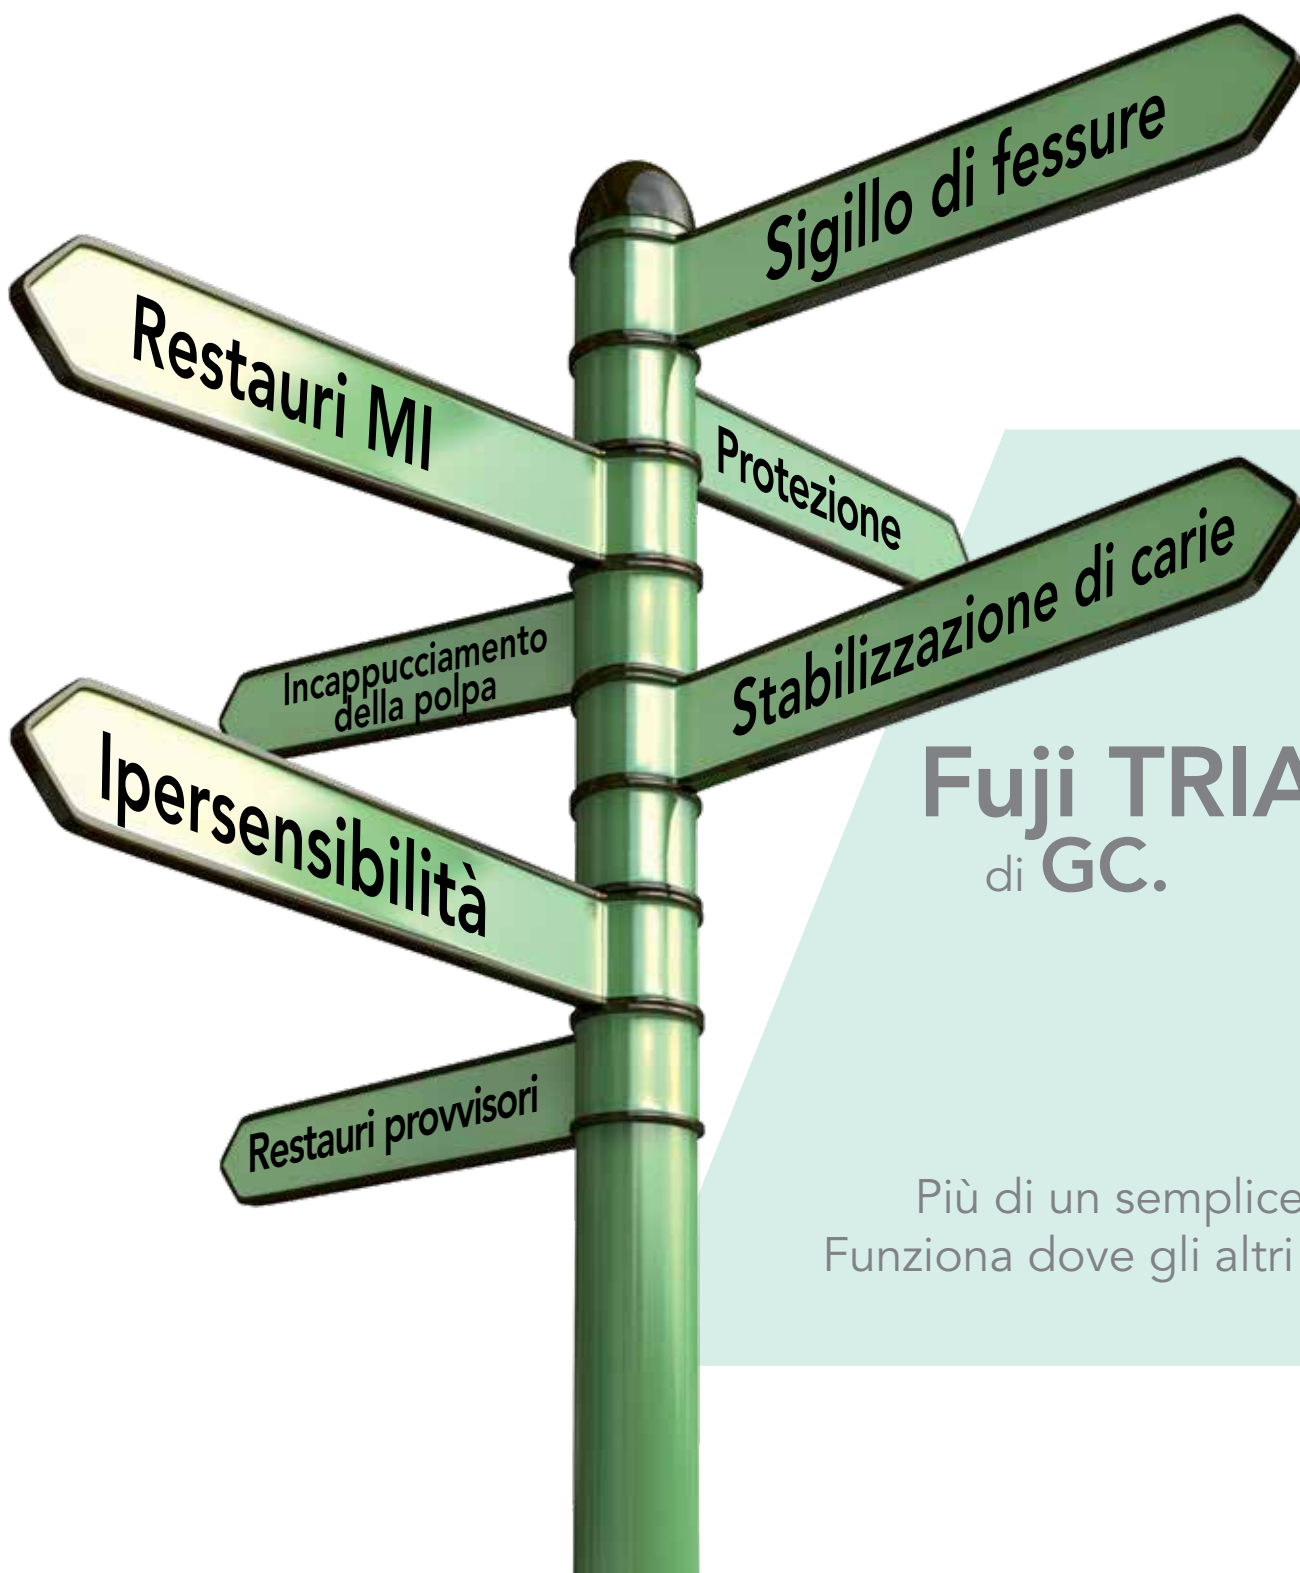 Sigillo di fessure
Restauri MI
Protezione
Stabilizzazione di carie
Incappucciamento
della polpa
Ipersensibilità
Fuji TRIA
di GC.
Restauri provvisori
Più di un semplice
Funziona dove gli altri